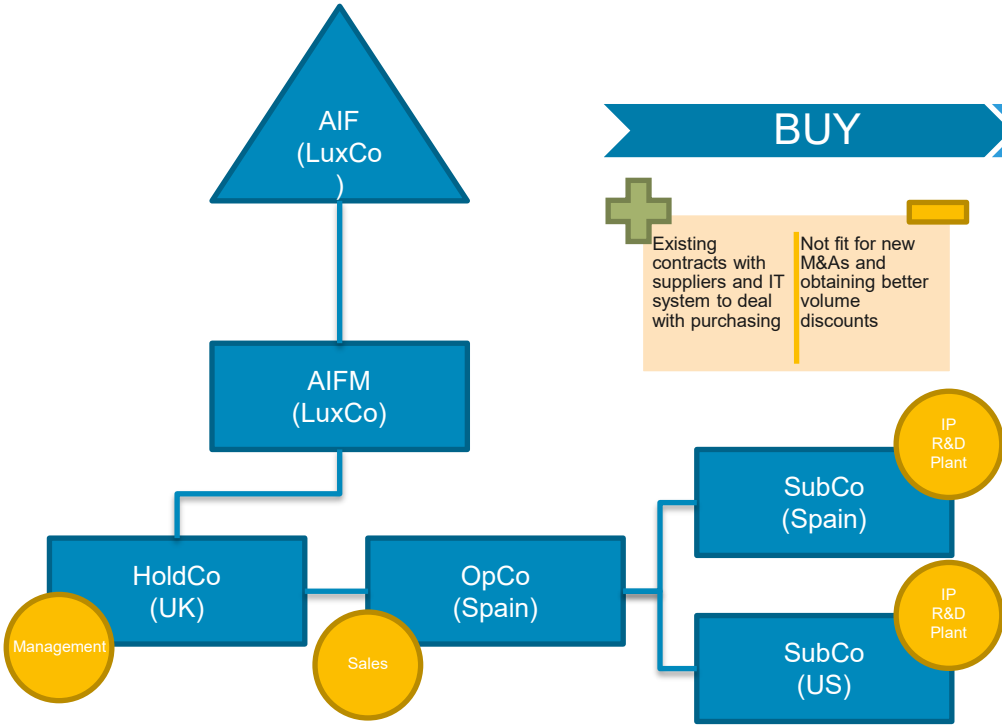 AIF
(LuxCo
)
BUY
Existing
contracts with
suppliers and IT
system to deal
with purchasing
Not fit for new
M&As and
obtaining better
volume
discounts
AIFM
(LuxCo)
IP
R&D
Plant
SubCo
(Spain)
HoldCo
(UK)
Management
OpCo
(Spain)
Sales
IP
R&D
Plant
SubCo
(US)